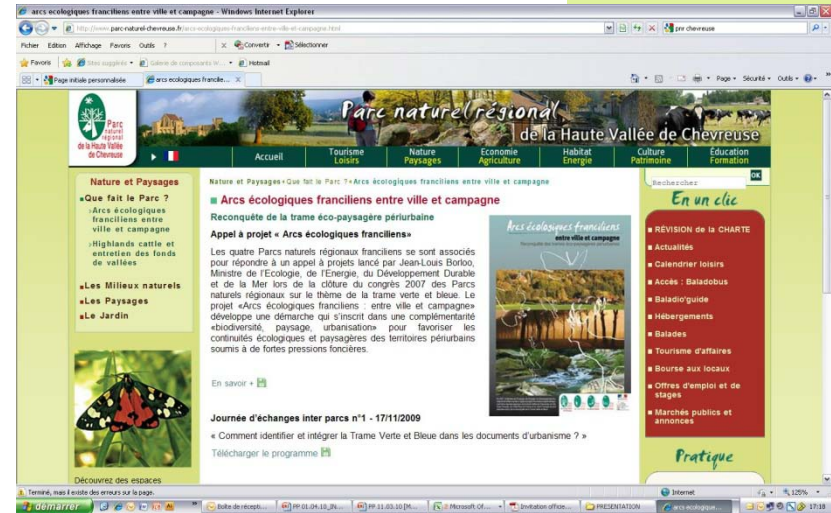 arcs ecologiques franciliens entre ville et campagne - Windows Internet Explorer
http://www.parc-naturel-chevreuse.fr/arcs-ecologiques-franciliens-entre-ville-et-campagne.html
pnr chevreuse
Fichier Edition Affichage Favoris Outils ?
Convertir Sélectionner
Favoris Sites suggérés Galerie de composants W... Hotmail
Page initiale personnalisée arcs ecologiques francilie... Page Sécurité Outils
Parc
naturel
régional
de la Haute Vallée
de Chevreuse
Parc naturel régional
de la Haute Vallée de Chevreuse
Accueil
Tourisme
Loisirs
Nature
Paysages
Economie
Agriculture
Habitat
Energie
Culture
Patrimoine
Éducation
Formation
Nature et Paysages
Que fait le Parc ?
Arcs écologiques
franciliens entre
ville et campagne
Highlands cattle et
entretien des fonds
de vallées
Les Milieux naturels
Les Paysages
Le Jardin
Découvrez des espaces
Nature et Paysages»Que fait le Parc ?»Arcs écologiques franciliens entre ville et campagne
Arcs écologiques franciliens entre ville et campagne
Reconquête de la trame éco-paysagère périurbaine
Appel à projet « Arcs écologiques franciliens»
Les quatre Parcs naturels régionaux franciliens se sont associés
pour répondre à un appel à projets lancé par Jean-Louis Borloo,
Ministre de l'Ecologie, de l'Energie, du Développement Durable
et de la Mer lors de la clôture du congrès 2007 des Parcs
naturels régionaux sur le thème de la trame verte et bleue. Le
projet «Arcs écologiques franciliens : entre ville et campagne»
développe une démarche qui s'inscrit dans une complémentarité
«biodiversité, paysage, urbanisation» pour favoriser les
continuités écologiques et paysagères des territoires périurbains
soumis à de fortes pressions foncières.
En savoir +
Journée d'échanges inter parcs n°1 - 17/11/2009
« Comment identifier et intégrer la Trame Verte et Bleue dans les documents d'urbanisme ? »
Télécharger le programme
Arcs écologiques franciliens
entre ville et campagne
Rechercher
OK
En un clic
RÉVISION de la CHARTE
Actualités
Calendrier loisirs
Accès : Baladobus
Baladio'guide
Hébergements
Balades
Tourisme d'affaires
Bourse aux locaux
Offres d'emploi et de
stages
Marchés publics et
annonces
Pratique
Terminé, mais il existe des erreurs sur la page.
Internet
125%
démarrer
Boîte de récepti...
PP 01.04.10_IN...
PP 11.03.10 [M...
2 Microsoft Of...
Invitation officie...
PRESENTATION
arcs ecologique...
17:18